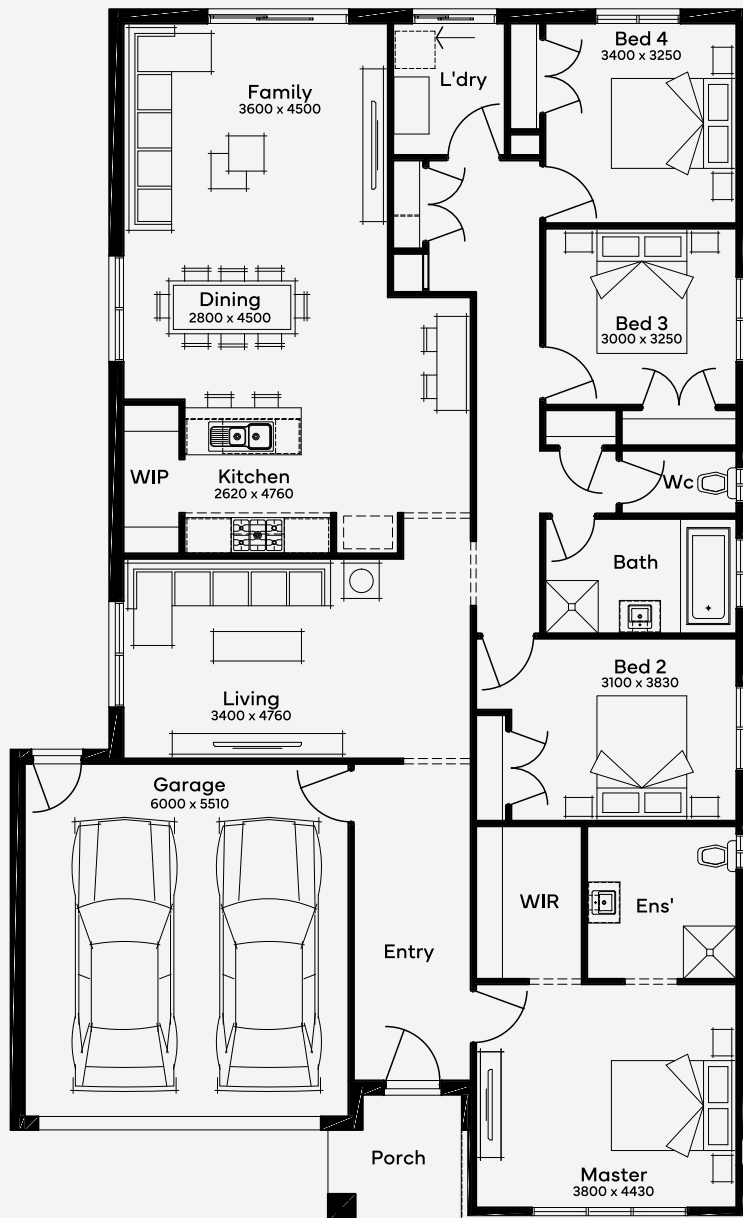 Family
3600 x 4500
L'dry
Bed 4
3400 x 3250
Dining
2800 x 4500
Bed 3
3000 x 3250
WIP
Kitchen
2620 x 4760
Wc
Bath
Living
3400 x 4760
Bed 2
3100 x 3830
Garage
6000 x 5510
WIR
Ens'
Entry
Porch
Master
3800 x 4430